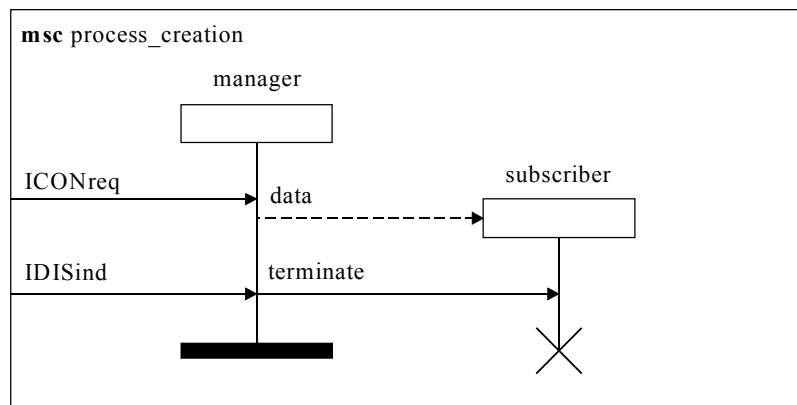 msc process_creation
manager
ICONreq
data
subscriber
IDISind
terminate